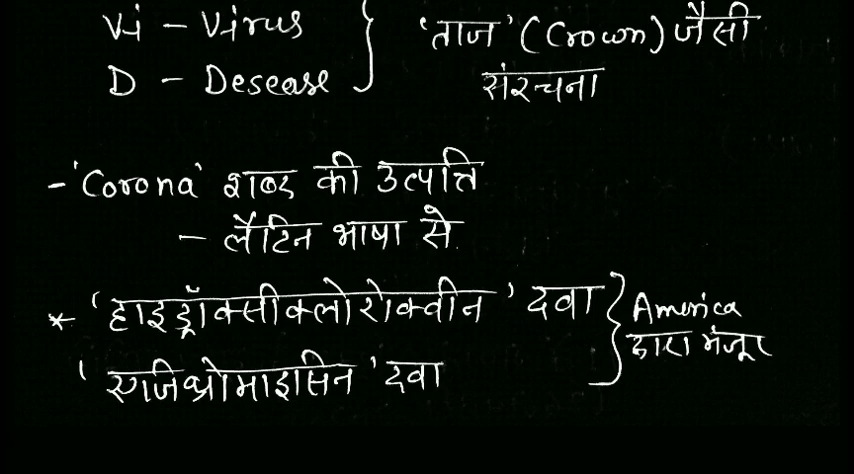 Vi - Virus
D - Desease } 'ताज' (Crown) जैसी
संरचना
- 'Corona' शब्द की उत्पत्ति
- लैटिन भाषा से
* 'हाइड्रॉक्सीक्लोरोक्वीन' दवा } America
द्वारा मंजूर
'एजिथ्रोमाइसिन' दवा